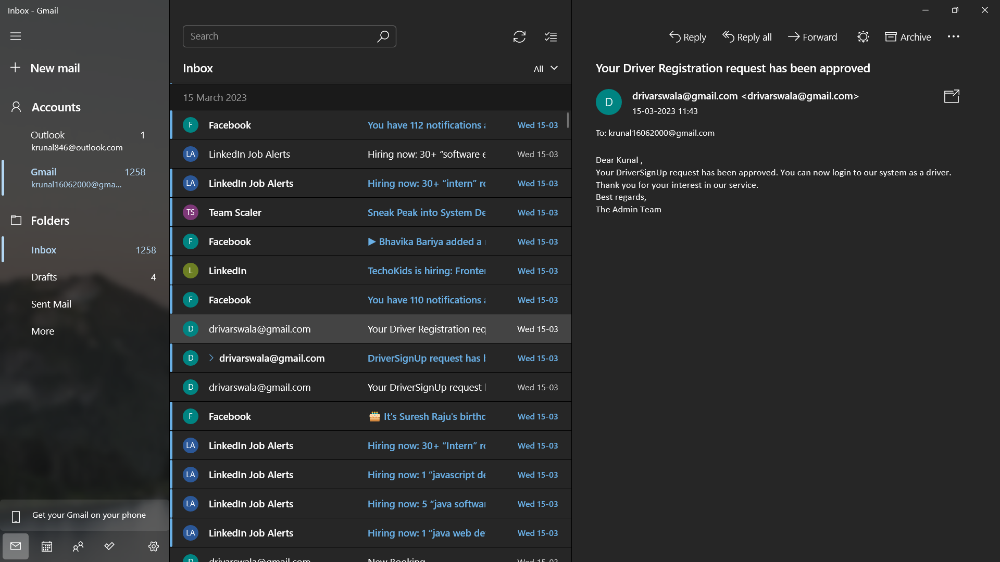 Inbox - Gmail
New mail
Accounts
Outlook 1
krunal846@outlook.com
Gmail 1258
krunal16062000@gma...
Folders
Inbox 1258
Drafts 4
Sent Mail
More
Get your Gmail on your phone
Search
Inbox All
15 March 2023
F Facebook You have 112 notifications Wed 15-03
LA LinkedIn Job Alerts Hiring now: 30+ “software Wed 15-03
LA LinkedIn Job Alerts Hiring now: 30+ “intern” Wed 15-03
TS Team Scaler Sneak Peak into System De Wed 15-03
F Facebook ▶ Bhavika Bariya added a Wed 15-03
L LinkedIn TechoKids is hiring: Fronte Wed 15-03
F Facebook You have 110 notifications Wed 15-03
D drivarswala@gmail.com Your Driver Registration req Wed 15-03
D > drivarswala@gmail.com DriverSignUp request has Wed 15-03
D drivarswala@gmail.com Your DriverSignUp request Wed 15-03
F Facebook 🎂 It's Suresh Raju's birthd Wed 15-03
LA LinkedIn Job Alerts Hiring now: 30+ “Intern” Wed 15-03
LA LinkedIn Job Alerts Hiring now: 1 “javascript de Wed 15-03
LA LinkedIn Job Alerts Hiring now: 5 “java softwa Wed 15-03
LA LinkedIn Job Alerts Hiring now: 1 “java web de Wed 15-03
D drivarswala@gmail.com New Booking Wed 15-03
Reply Reply all Forward Archive
Your Driver Registration request has been approved
D drivarswala@gmail.com <drivarswala@gmail.com>
15-03-2023 11:43
To: krunal16062000@gmail.com
Dear Kunal ,
Your DriverSignUp request has been approved. You can now login to our system as a driver.
Thank you for your interest in our service.
Best regards,
The Admin Team